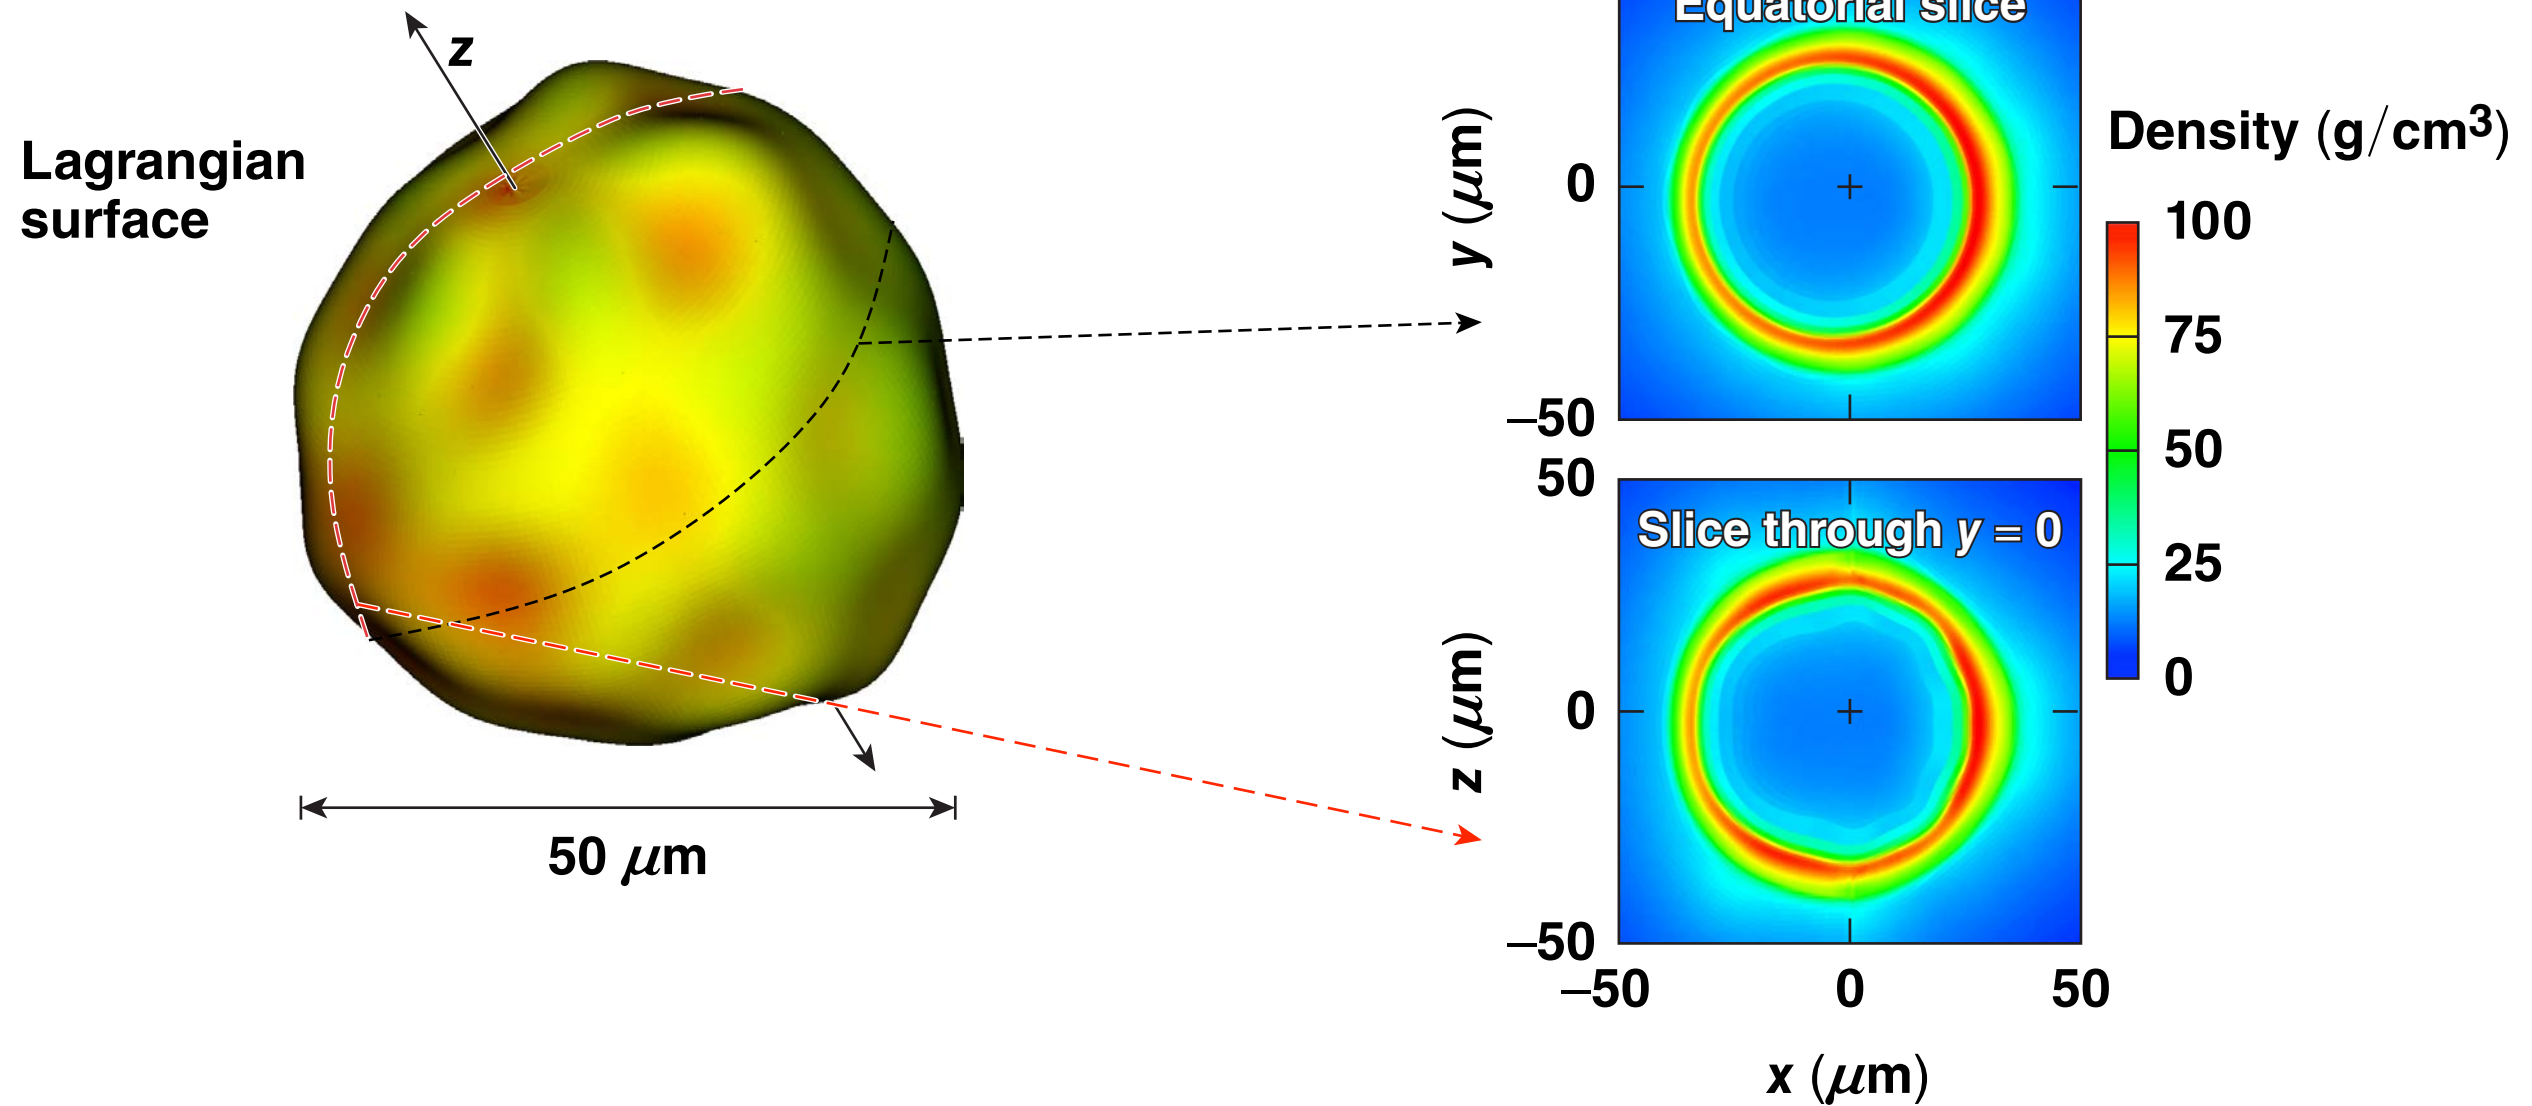 z
Lagrangian
surface
50 μm
Equatorial slice
y (μm)
0
–50
Density (g/cm³)
100
75
50
25
0
50
Slice through y = 0
z (μm)
0
–50
–50
0
50
x (μm)